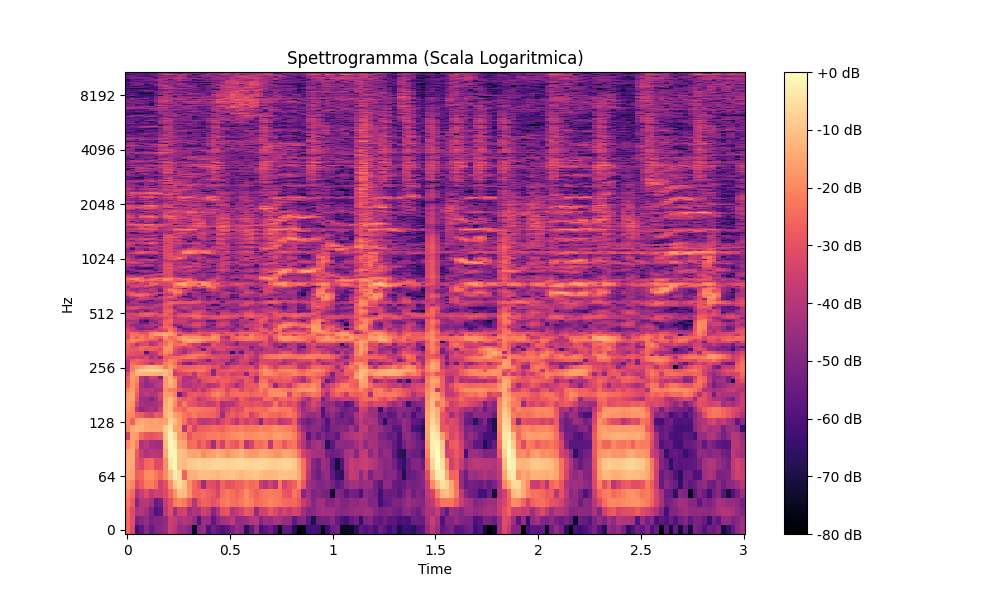 Spettrogramma (Scala Logaritmica)
Hz
8192
4096
2048
1024
512
256
128
64
0
0
0.5
1
1.5
2
2.5
3
Time
+0 dB
-10 dB
-20 dB
-30 dB
-40 dB
-50 dB
-60 dB
-70 dB
-80 dB